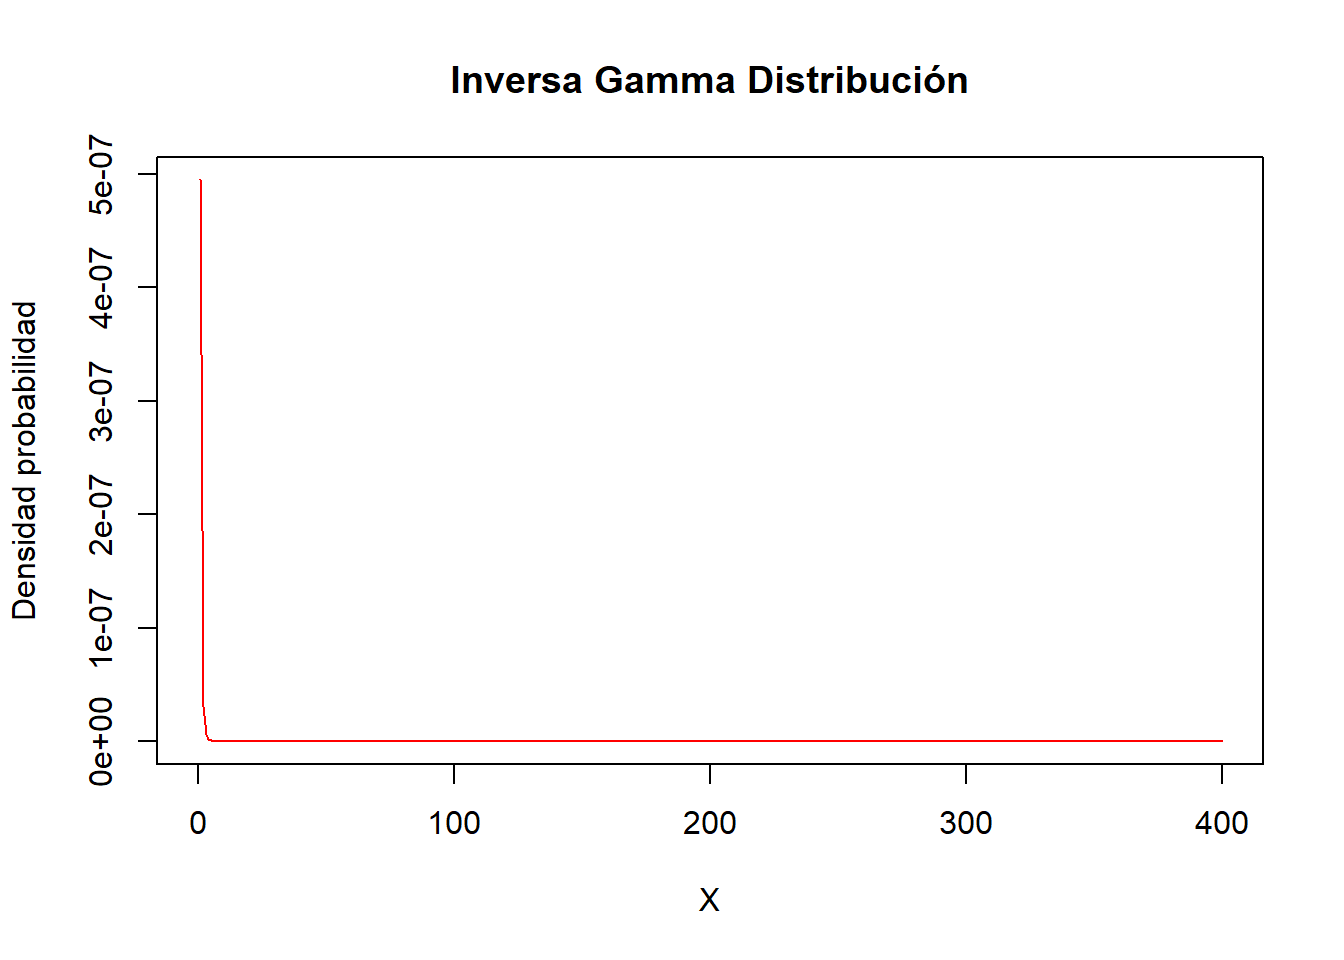 Inversa Gamma Distribución
Densidad probabilidad
5e-07
4e-07
3e-07
2e-07
1e-07
0e+00
0 100 200 300 400
X